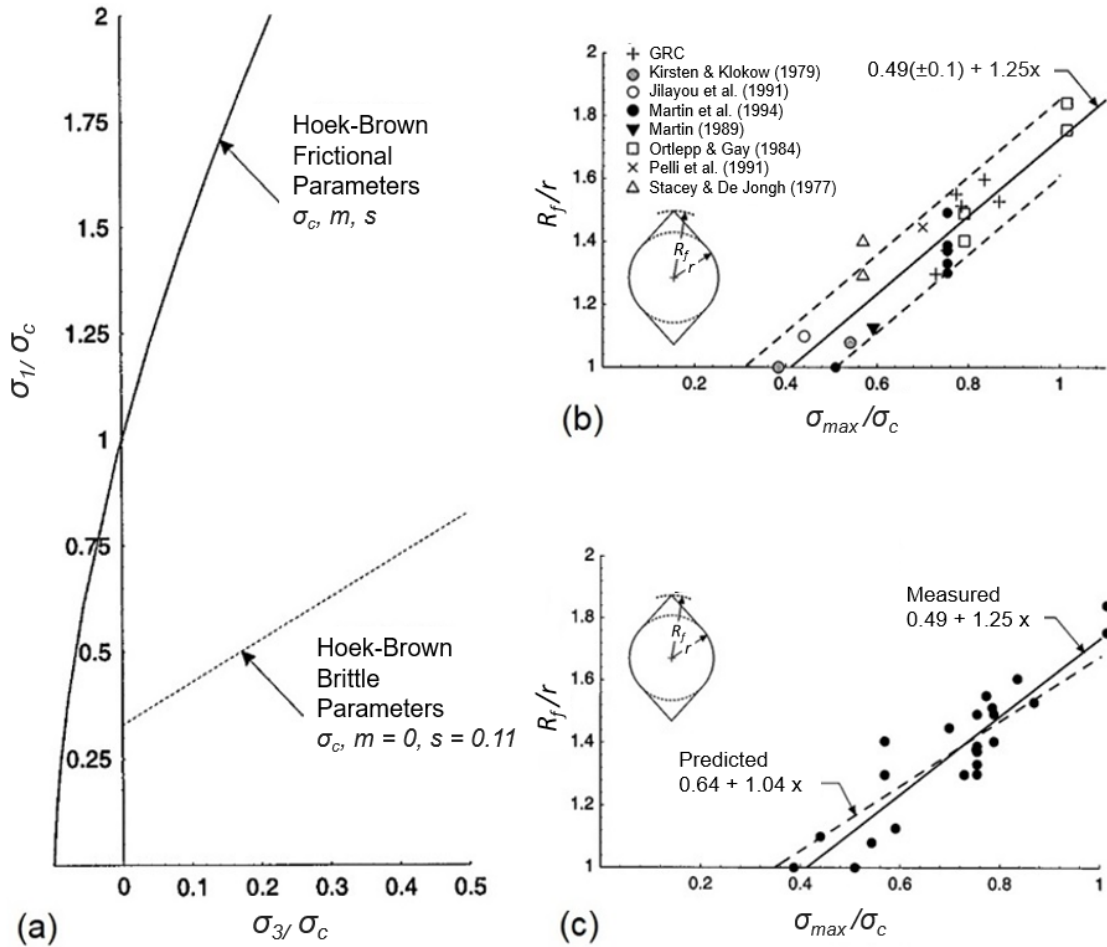 2
1.75
1.5
1.25
1
0.75
0.5
0.25
0 0.1 0.2 0.3 0.4 0.5
σ1/ σc
σ3/ σc
Hoek-Brown
Frictional
Parameters
σc, m, s
Hoek-Brown
Brittle
Parameters
σc, m = 0, s = 0.11
(a)
2
1.8
1.6
1.4
1.2
1
0.2 0.4 0.6 0.8 1
Rf/r
σmax/σc
GRC
Kirsten & Klokow (1979)
Jilayou et al. (1991)
Martin et al. (1994)
Martin (1989)
Ortlepp & Gay (1984)
Pelli et al. (1991)
Stacey & De Jongh (1977)
0.49(±0.1) + 1.25x
Rf
r
(b)
2
1.8
1.6
1.4
1.2
1
0.2 0.4 0.6 0.8 1
Rf/r
σmax/σc
Rf
r
Measured
0.49 + 1.25 x
Predicted
0.64 + 1.04 x
(c)